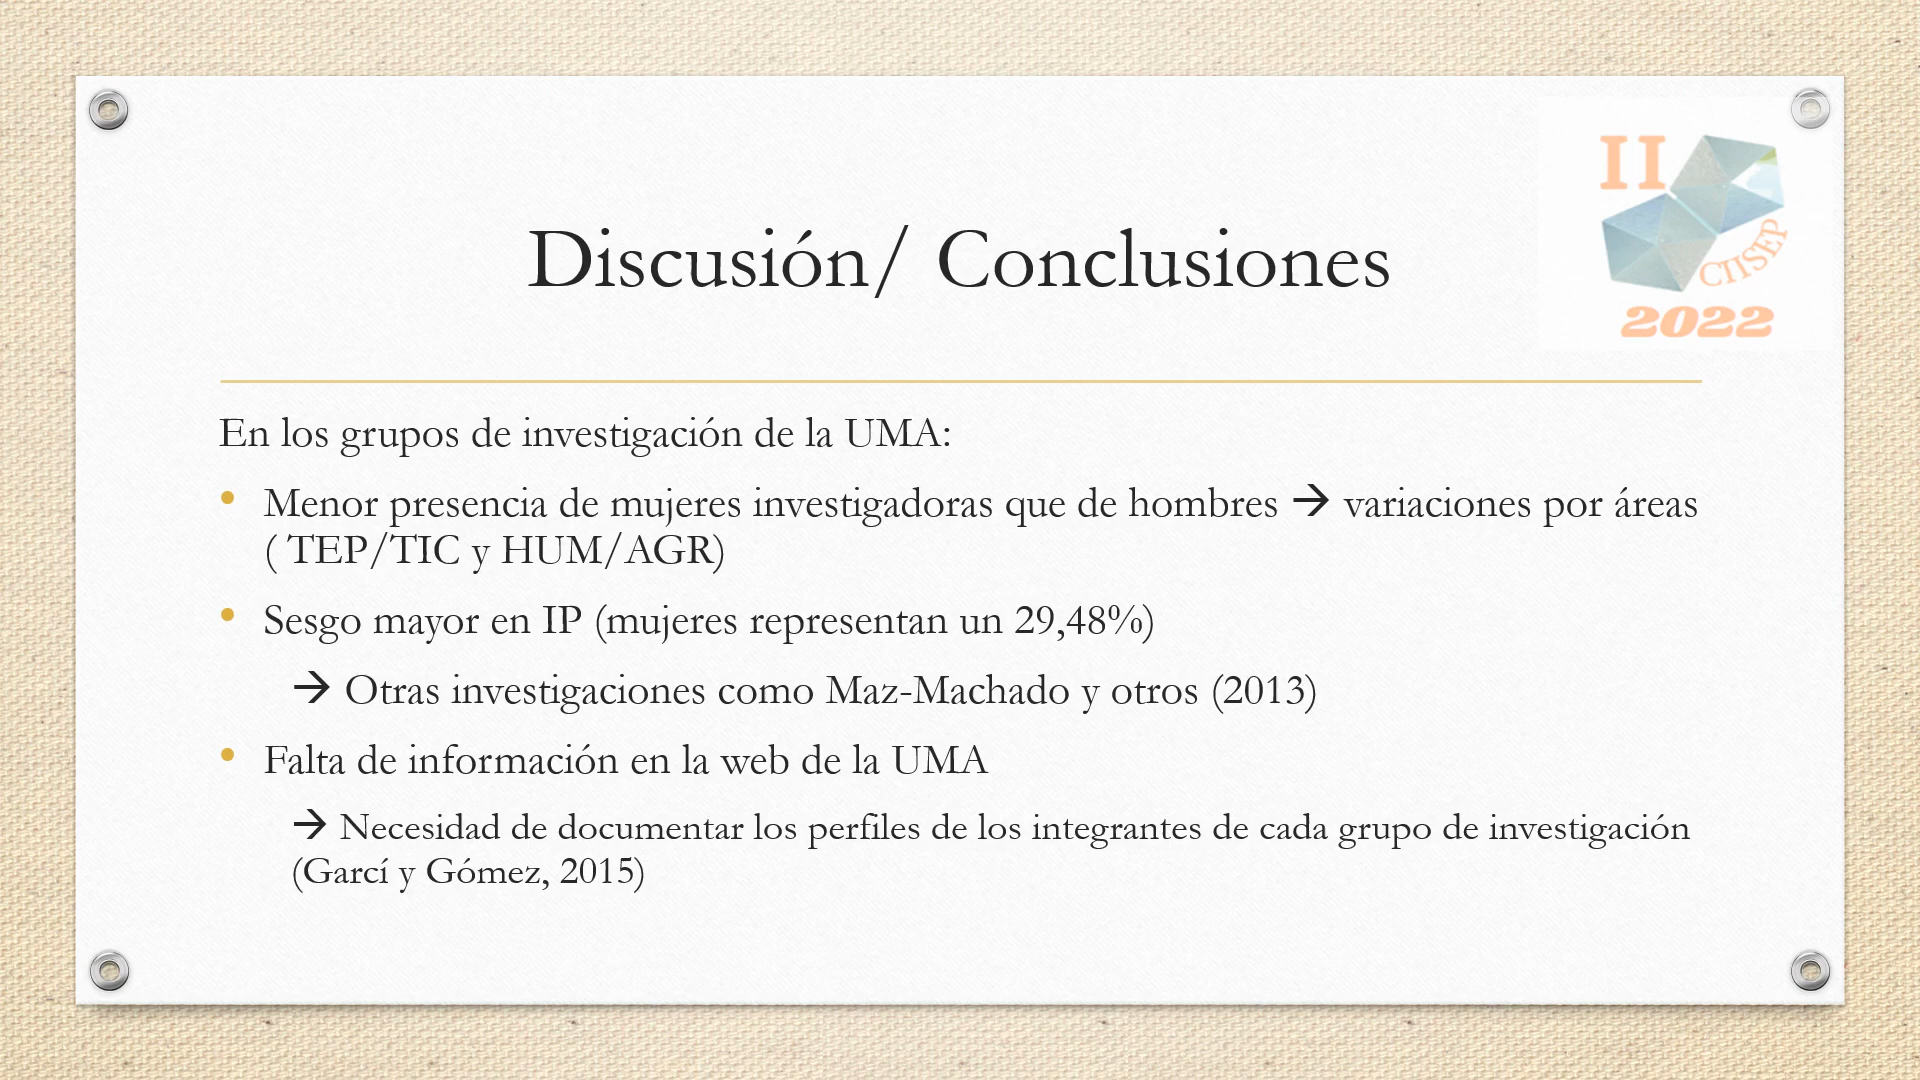 II
CIISEP
2022
Discusión/ Conclusiones
En los grupos de investigación de la UMA:
• Menor presencia de mujeres investigadoras que de hombres → variaciones por áreas
( TEP/TIC y HUM/AGR)
• Sesgo mayor en IP (mujeres representan un 29,48%)
→ Otras investigaciones como Maz-Machado y otros (2013)
• Falta de información en la web de la UMA
→ Necesidad de documentar los perfiles de los integrantes de cada grupo de investigación
(Garcí y Gómez, 2015)